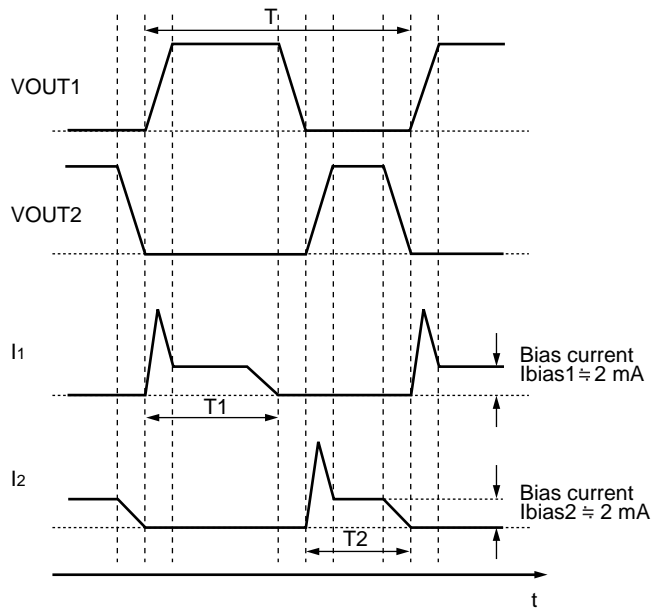 T
VOUT1
VOUT2
I1
Bias current
Ibias1≒2 mA
T1
I2
Bias current
Ibias2 ≒ 2 mA
T2
t